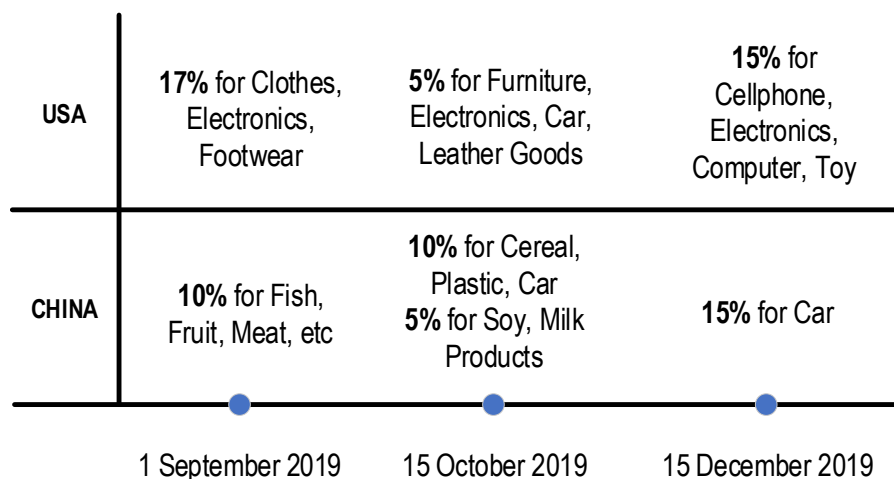 USA
17% for Clothes,
Electronics,
Footwear
5% for Furniture,
Electronics, Car,
Leather Goods
15% for
Cellphone,
Electronics,
Computer, Toy
CHINA
10% for Fish,
Fruit, Meat, etc
10% for Cereal,
Plastic, Car
5% for Soy, Milk
Products
15% for Car
1 September 2019
15 October 2019
15 December 2019